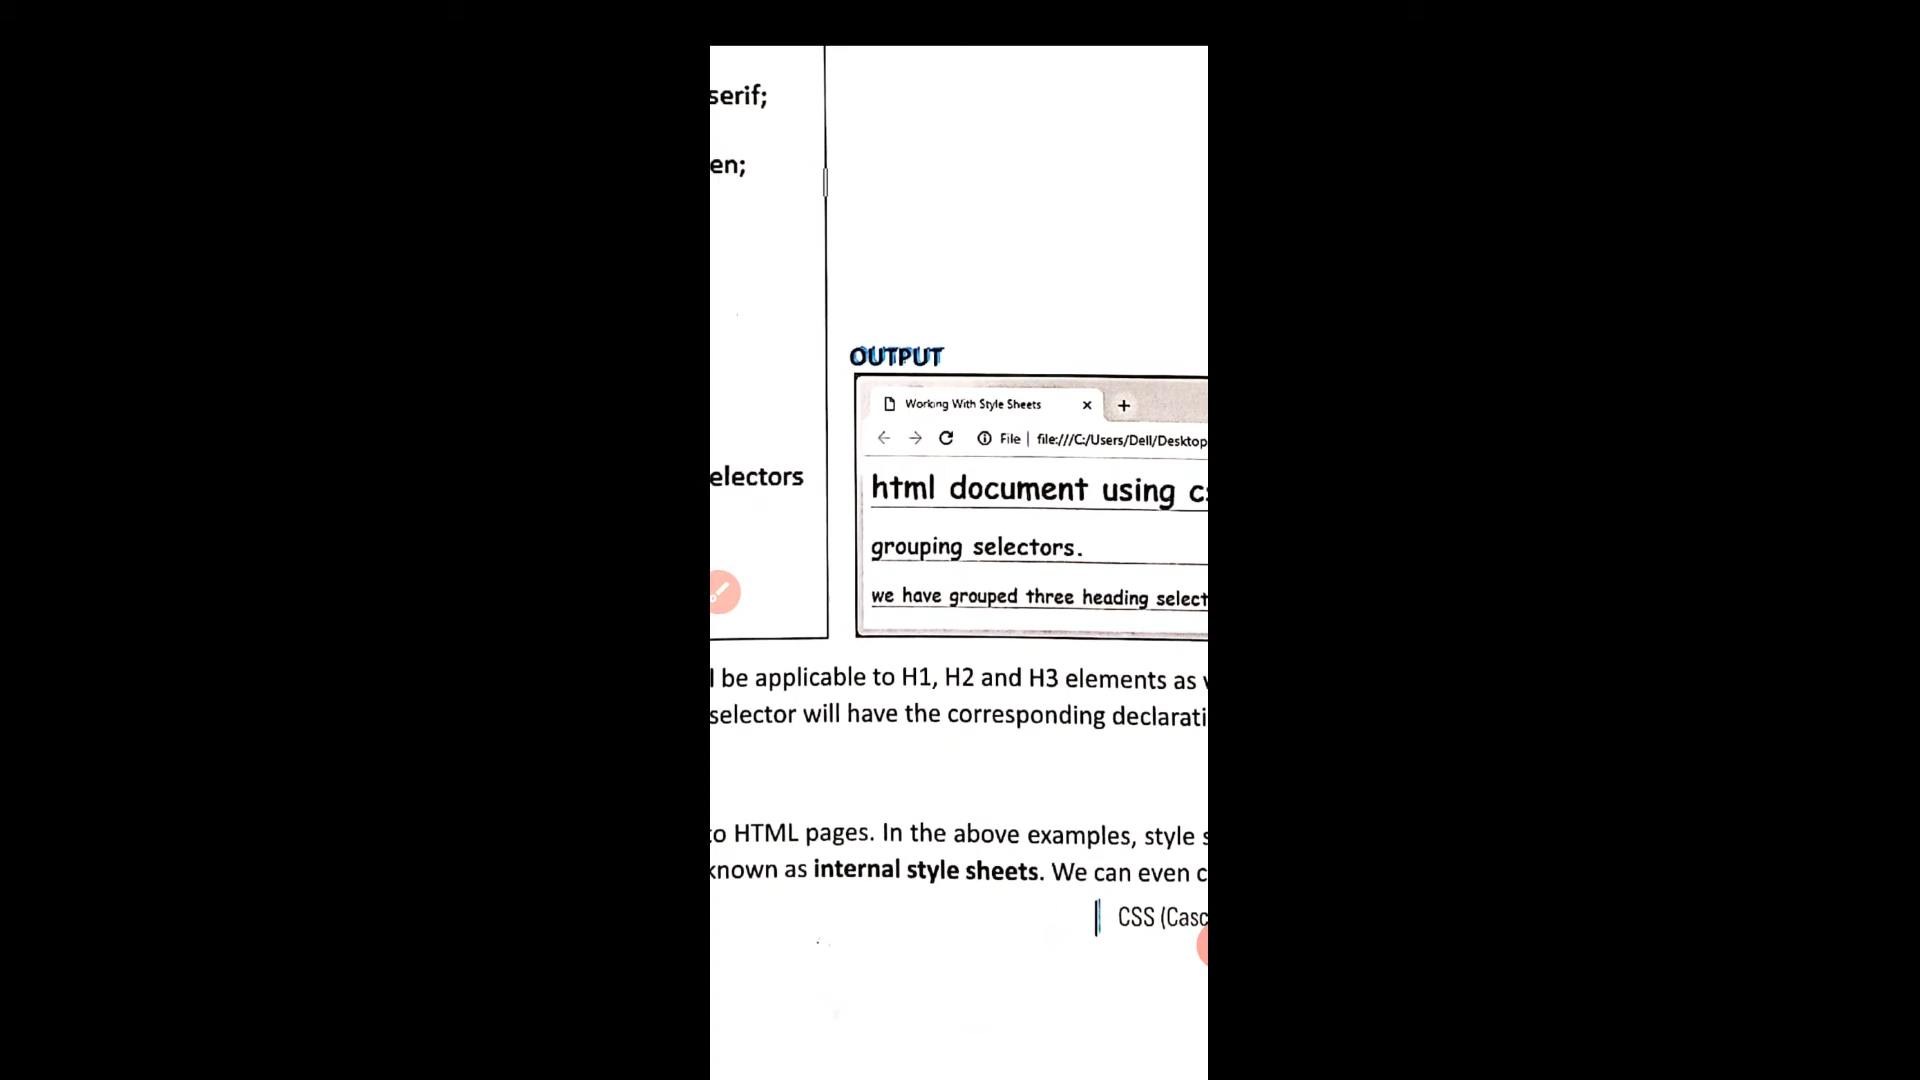 serif;
en;
OUTPUT
Working With Style Sheets
File | file:///C:/Users/Dell/Desktop
electors
html document using c
grouping selectors.
we have grouped three heading select
be applicable to H1, H2 and H3 elements as
selector will have the corresponding declarati
to HTML pages. In the above examples, style s
known as internal style sheets. We can even c
CSS (Casc